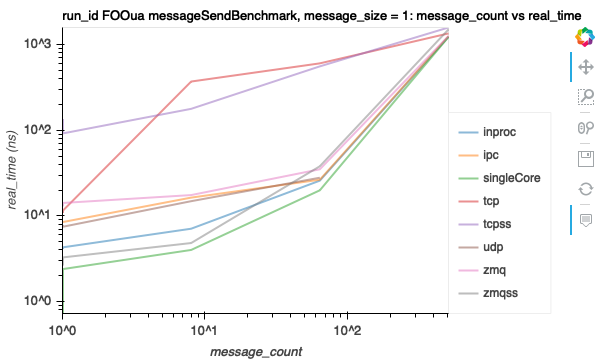 run_id FOOua messageSendBenchmark, message_size = 1: message_count vs real_time
real_time (ns)
10^3
10^2
10^1
10^0
10^0
10^1
10^2
message_count
inproc
ipc
singleCore
tcp
tcpss
udp
zmq
zmqss